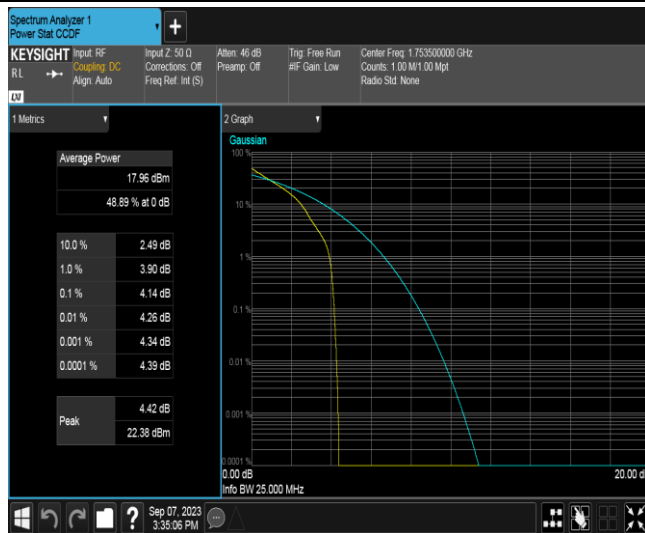 Spectrum Analyzer 1
Power Stat CCDF
+
KEYSIGHT
RL
Input: RF
Coupling: DC
Align: Auto
Input Z: 50 Ω
Corrections: Off
Freq Ref: Int (S)
Atten: 46 dB
Preamp: Off
Trig: Free Run
#IF Gain: Low
Center Freq: 1.753500000 GHz
Counts: 1.00 M/1.00 Mpt
Radio Std: None
1 Metrics
Average Power
17.96 dBm
48.89 % at 0 dB
10.0 % 2.49 dB
1.0 % 3.90 dB
0.1 % 4.14 dB
0.01 % 4.26 dB
0.001 % 4.34 dB
0.0001 % 4.39 dB
Peak
4.42 dB
22.38 dBm
2 Graph
Gaussian
100 %
10 %
1 %
0.1 %
0.01 %
0.001 %
0.0001 %
0.00 dB
20.00 d
Info BW 25.000 MHz
?
Sep 07, 2023
3:35:06 PM